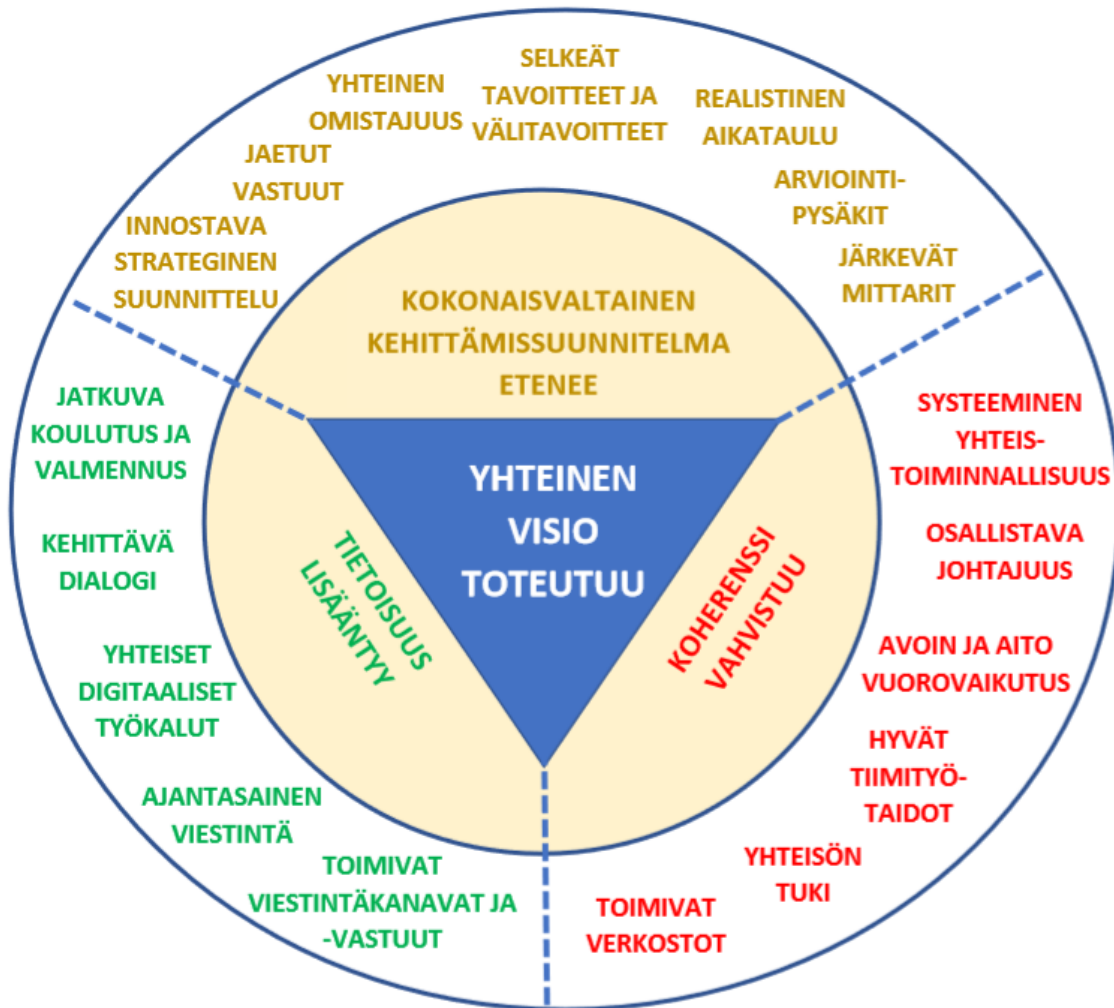 SELKEÄT
TAVOITTEET JA
VÄLITAVOITTEET
YHTEINEN
OMISTAJUUS
REALISTINEN
AIKATAULU
JAETUT
VASTUUT
ARVIOINTI-
PYSÄKIT
INNOSTAVA
STRATEGINEN
SUUNNITTELU
JÄRKEVÄT
MITTARIT
KOKONAISVALTAINEN
KEHITTÄMISSUUNNITELMA
ETENEE
YHTEINEN
VISIO
TOTEUTUU
TIETOISUUS
LISÄÄNTYY
KOHERENSSI
VAHVISTUU
JATKUVA
KOULUTUS JA
VALMENNUS
KEHITTÄVÄ
DIALOGI
YHTEISET
DIGITAALISET
TYÖKALUT
AJANTASAINEN
VIESTINTÄ
TOIMIVAT
VIESTINTÄKANAVAT JA
-VASTUUT
SYSTEEMINEN
YHTEIS-
TOIMINNALLISUUS
OSALLISTAVA
JOHTAJUUS
AVOIN JA AITO
VUOROVAIKUTUS
HYVÄT
TIIMITYÖ-
TAIDOT
YHTEISÖN
TUKI
TOIMIVAT
VERKOSTOT